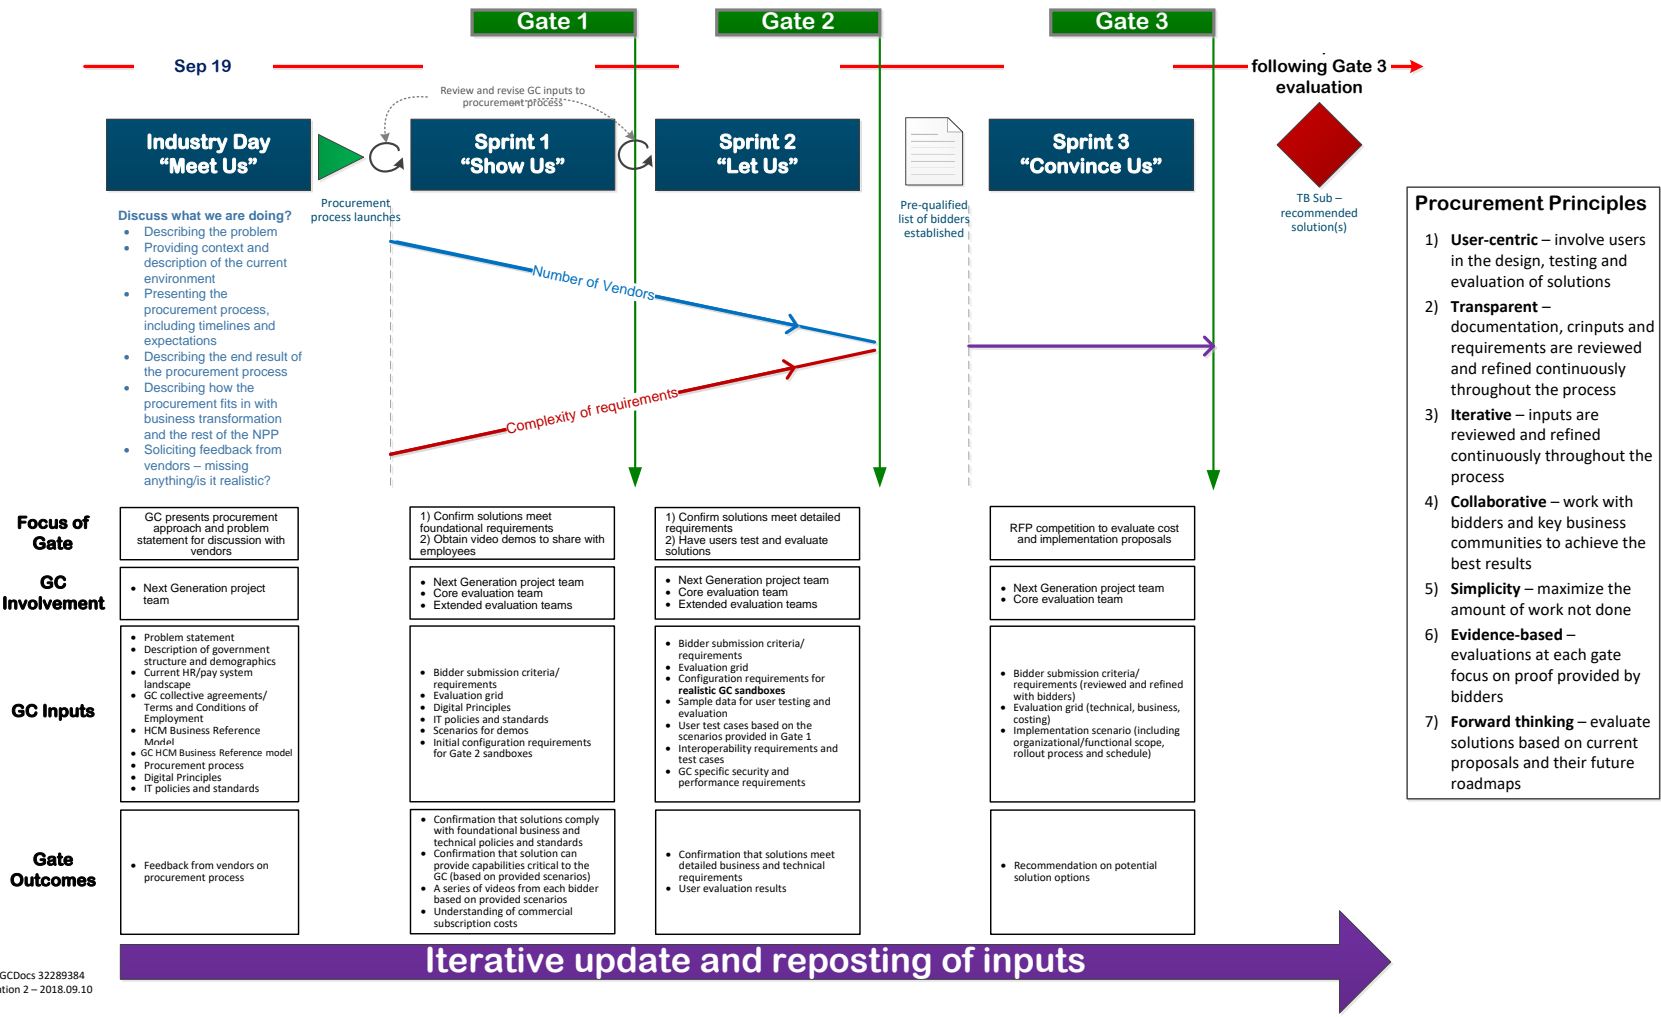 Gate 1
Gate 2
Gate 3
Sep 19
following Gate 3
evaluation
Review and revise GC inputs to
procurement process
Industry Day
“Meet Us”
Sprint 1
“Show Us”
Sprint 2
“Let Us”
Sprint 3
“Convince Us”
Procurement
process launches
Pre-qualified
list of bidders
established
TB Sub –
recommended
solution(s)
Discuss what we are doing?
• Describing the problem
• Providing context and
description of the current
environment
• Presenting the
procurement process,
including timelines and
expectations
• Describing the end result of
the procurement process
• Describing how the
procurement fits in with
business transformation
and the rest of the NPP
• Soliciting feedback from
vendors – missing
anything/is it realistic?
Number of Vendors
Complexity of requirements
Procurement Principles
1) User-centric – involve users
in the design, testing and
evaluation of solutions
2) Transparent –
documentation, crinputs and
requirements are reviewed
and refined continuously
throughout the process
3) Iterative – inputs are
reviewed and refined
continuously throughout the
process
4) Collaborative – work with
bidders and key business
communities to achieve the
best results
5) Simplicity – maximize the
amount of work not done
6) Evidence-based –
evaluations at each gate
focus on proof provided by
bidders
7) Forward thinking – evaluate
solutions based on current
proposals and their future
roadmaps
Focus of
Gate
GC presents procurement
approach and problem
statement for discussion with
vendors
1) Confirm solutions meet
foundational requirements
2) Obtain video demos to share with
employees
1) Confirm solutions meet detailed
requirements
2) Have users test and evaluate
solutions
RFP competition to evaluate cost
and implementation proposals
GC
Involvement
• Next Generation project
team
• Next Generation project team
• Core evaluation team
• Extended evaluation teams
• Next Generation project team
• Core evaluation team
• Extended evaluation teams
• Next Generation project team
• Core evaluation team
GC Inputs
• Problem statement
• Description of government
structure and demographics
• Current HR/pay system
landscape
• GC collective agreements/
Terms and Conditions of
Employment
• HCM Business Reference
Model
• GC HCM Business Reference model
• Procurement process
• Digital Principles
• IT policies and standards
• Bidder submission criteria/
requirements
• Evaluation grid
• Digital Principles
• IT policies and standards
• Scenarios for demos
• Initial configuration requirements
for Gate 2 sandboxes
• Bidder submission criteria/
requirements
• Evaluation grid
• Configuration requirements for
realistic GC sandboxes
• Sample data for user testing and
evaluation
• User test cases based on the
scenarios provided in Gate 1
• Interoperability requirements and
test cases
• GC specific security and
performance requirements
• Bidder submission criteria/
requirements (reviewed and refined
with bidders)
• Evaluation grid (technical, business,
costing)
• Implementation scenario (including
organizational/functional scope,
rollout process and schedule)
Gate
Outcomes
• Feedback from vendors on
procurement process
• Confirmation that solutions comply
with foundational business and
technical policies and standards
• Confirmation that solution can
provide capabilities critical to the
GC (based on provided scenarios)
• A series of videos from each bidder
based on provided scenarios
• Understanding of commercial
subscription costs
• Confirmation that solutions meet
detailed business and technical
requirements
• User evaluation results
• Recommendation on potential
solution options
Iterative update and reposting of inputs
GCDocs 32289384
2 – 2018.09.10